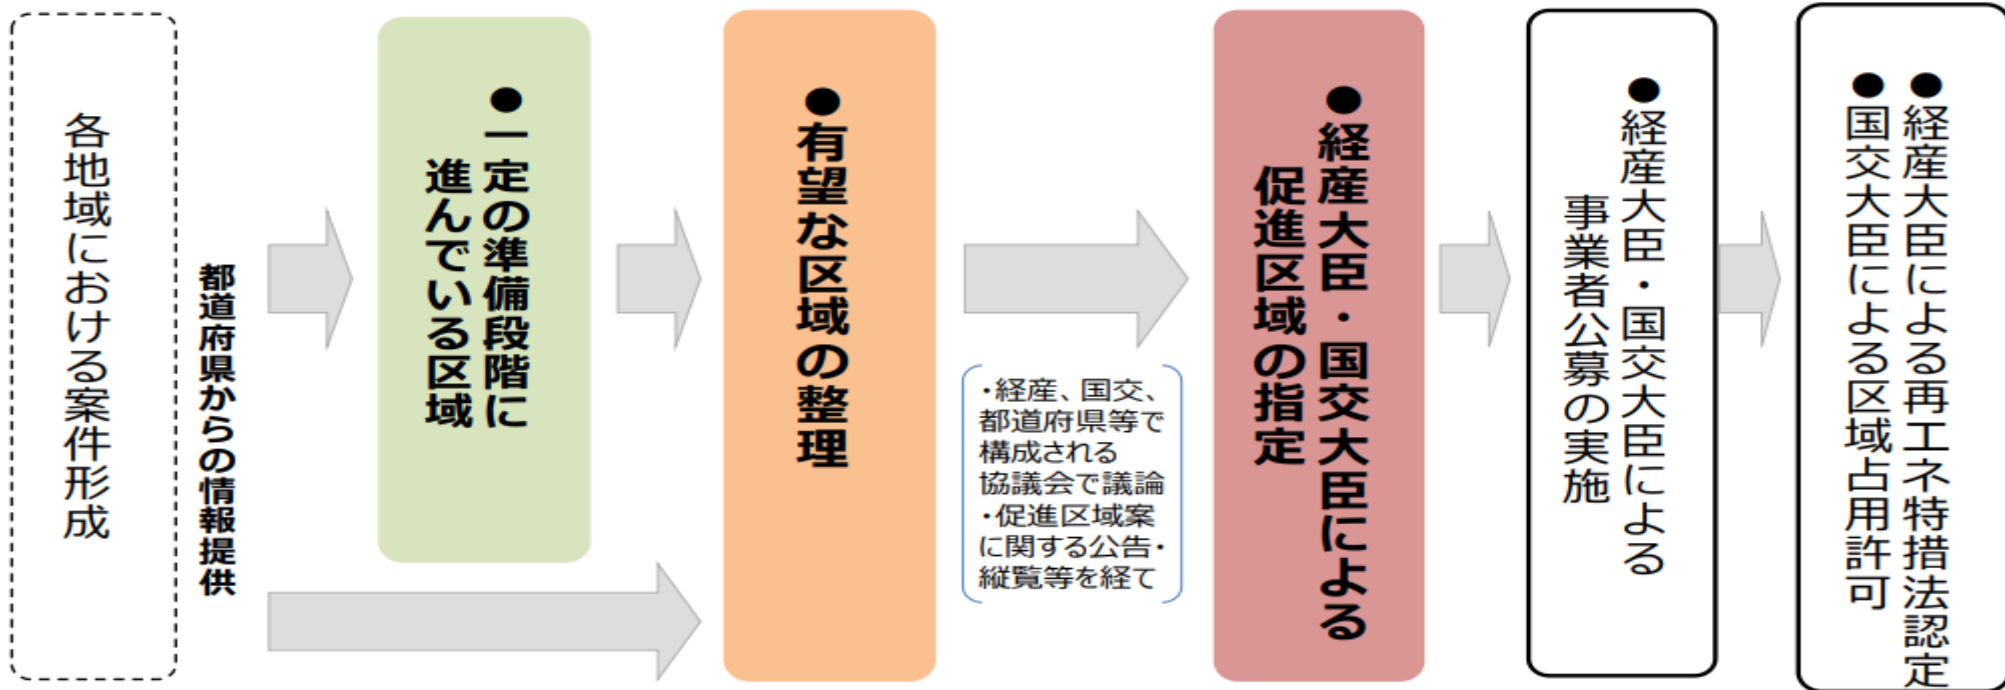 各地域における案件形成
都道府県からの情報提供
●一定の準備段階に
進んでいる区域
●有望な区域の整理
・経産、国交、
都道府県等で
構成される
協議会で議論
・促進区域案
に関する公告・
縦覧等を経て
●経産大臣・国交大臣による
促進区域の指定
●経産大臣・国交大臣による
事業者公募の実施
●経産大臣による再エネ特措法認定
●国交大臣による区域占用許可